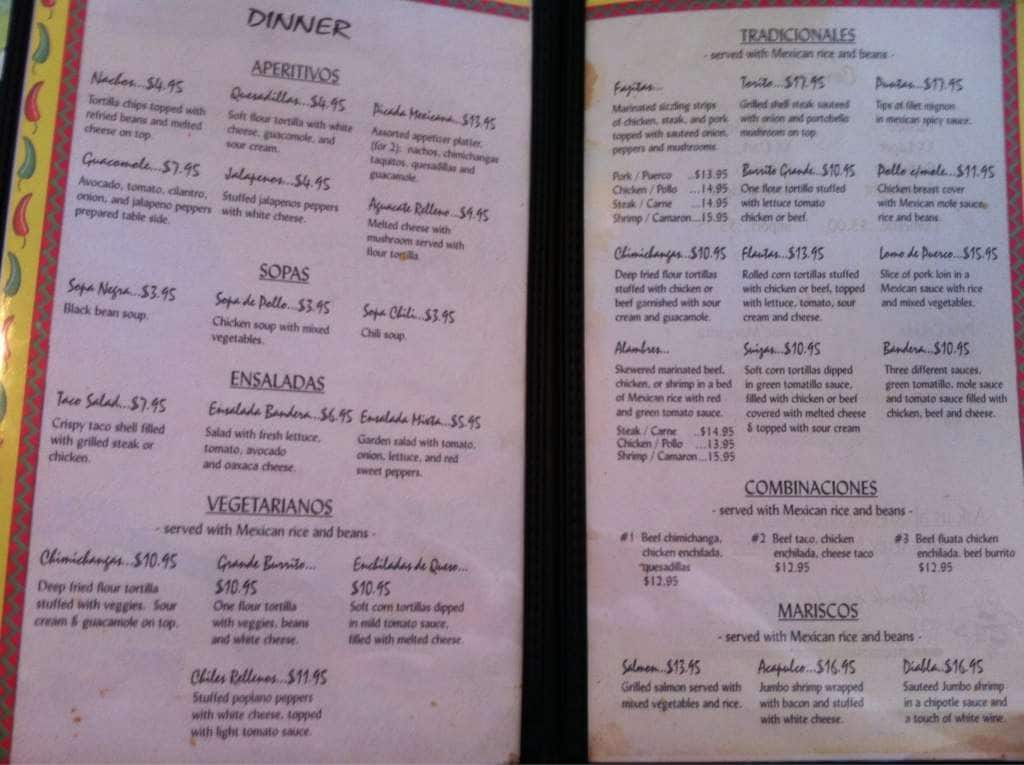 DINNER
APERITIVOS
Nachos...$4.95
Tortilla chips topped with
refried beans and melted
cheese on top.
Quesadillas...$4.95
Soft flour tortilla with white
cheese, guacomole, and
sour cream.
Picada Mexicana...$13.95
Assorted appetiser platter,
(for 2): nachos, chimichangas
taquitos, quesadillas and
guacamole.
Guacomole...$7.95
Avocado, tomato, cilantro,
onion, and jalapeno peppers
prepared table side.
Jalapenos...$4.95
Stuffed jalapenos peppers
with white cheese.
Aguacate Relleno...$9.95
Melted cheese with
mushroom served with
flour tortilla.
SOPAS
Sopa Negra...$3.95
Black bean soup.
Sopa de Pollo...$3.95
Chicken soup with mixed
vegetables.
Sopa Chili...$3.95
Chili soup.
ENSALADAS
Taco Salad...$7.95
Crispy taco shell filled
with grilled steak or
chicken.
Ensalada Bandera...$6.95
Salad with fresh lettuce,
tomato, avocado
and oaxaca cheese.
Ensalada Mixta...$5.95
Garden salad with tomato,
onion, lettuce, and red
sweet peppers.
VEGETARIANOS
- served with Mexican rice and beans -
Chimichangas...$10.95
Deep fried flour tortilla
stuffed with veggies. Sour
cream & guacamole on top.
Grande Burrito...
$10.95
One flour tortilla
with veggies, beans
and white cheese.
Enchiladas de Queso...
$10.95
Soft corn tortillas dipped
in mild tomato sauce,
filled with melted cheese.
Chiles Rellenos...$11.95
Stuffed poplano peppers
with white cheese, topped
with light tomato sauce.
TRADICIONALES
- served with Mexican rice and beans -
Fajitas...
Marinated sizzling strips
of chicken, steak, and pork
topped with sauteed onion,
peppers and mushrooms.
Pork / Puerco ...$13.95
Chicken / Pollo ....14.95
Steak / Carne ....14.95
Shrimp / Camaron...15.95
Torito...$17.95
Grilled shell steak sauteed
with onion and portobello
mushroom on top.
Puntas...$17.95
Tips of filet mignon
in mexican spicy sauce.
Burrito Grande...$10.95
One flour tortillo stuffed
with lettuce tomato
chicken or beef.
Pollo c/mole...$11.95
Chicken breast cover
with Mexican mole sauce,
rice and beans.
Chimichangas...$10.95
Deep fried flour tortillas
stuffed with chicken or
beef garnished with sour
cream and guacamole.
Flautas...$13.95
Rolled corn tortillas stuffed
with chicken or beef, topped
with lettuce, tomato, sour
cream and cheese.
Lomo de Puerco...$15.95
Slice of pork loin in a
Mexican sauce with rice
and mixed vegetables.
Alambres...
Skewered marinated beef,
chicken, or shrimp in a bed
of Mexican rice with red
and green tomato sauce.
Steak / Carne ...$14.95
Chicken / Pollo ....13.95
Shrimp / Camaron...15.95
Suizas...$10.95
Soft corn tortillas dipped
in green tomatillo sauce,
filled with chicken or beef
covered with melted cheese
& topped with sour cream
Bandera...$10.95
Three different sauces,
green tomatillo, mole sauce
and tomato sauce filled with
chicken, beef and cheese.
COMBINACIONES
- served with Mexican rice and beans -
#1 Beef chimichanga,
chicken enchilada,
quesadillas
$12.95
#2 Beef taco, chicken
enchilada, cheese taco
$12.95
#3 Beef fluata chicken
enchilada, beef burrito
$12.95
MARISCOS
- served with Mexican rice and beans -
Salmon...$13.95
Grilled salmon served with
mixed vegetables and rice.
Acapulco...$16.95
Jumbo shrimp wrapped
with bacon and stuffed
with white cheese.
Diabla...$16.95
Sauteed Jumbo shrimp
in a chipotle sauce and
a touch of white wine.